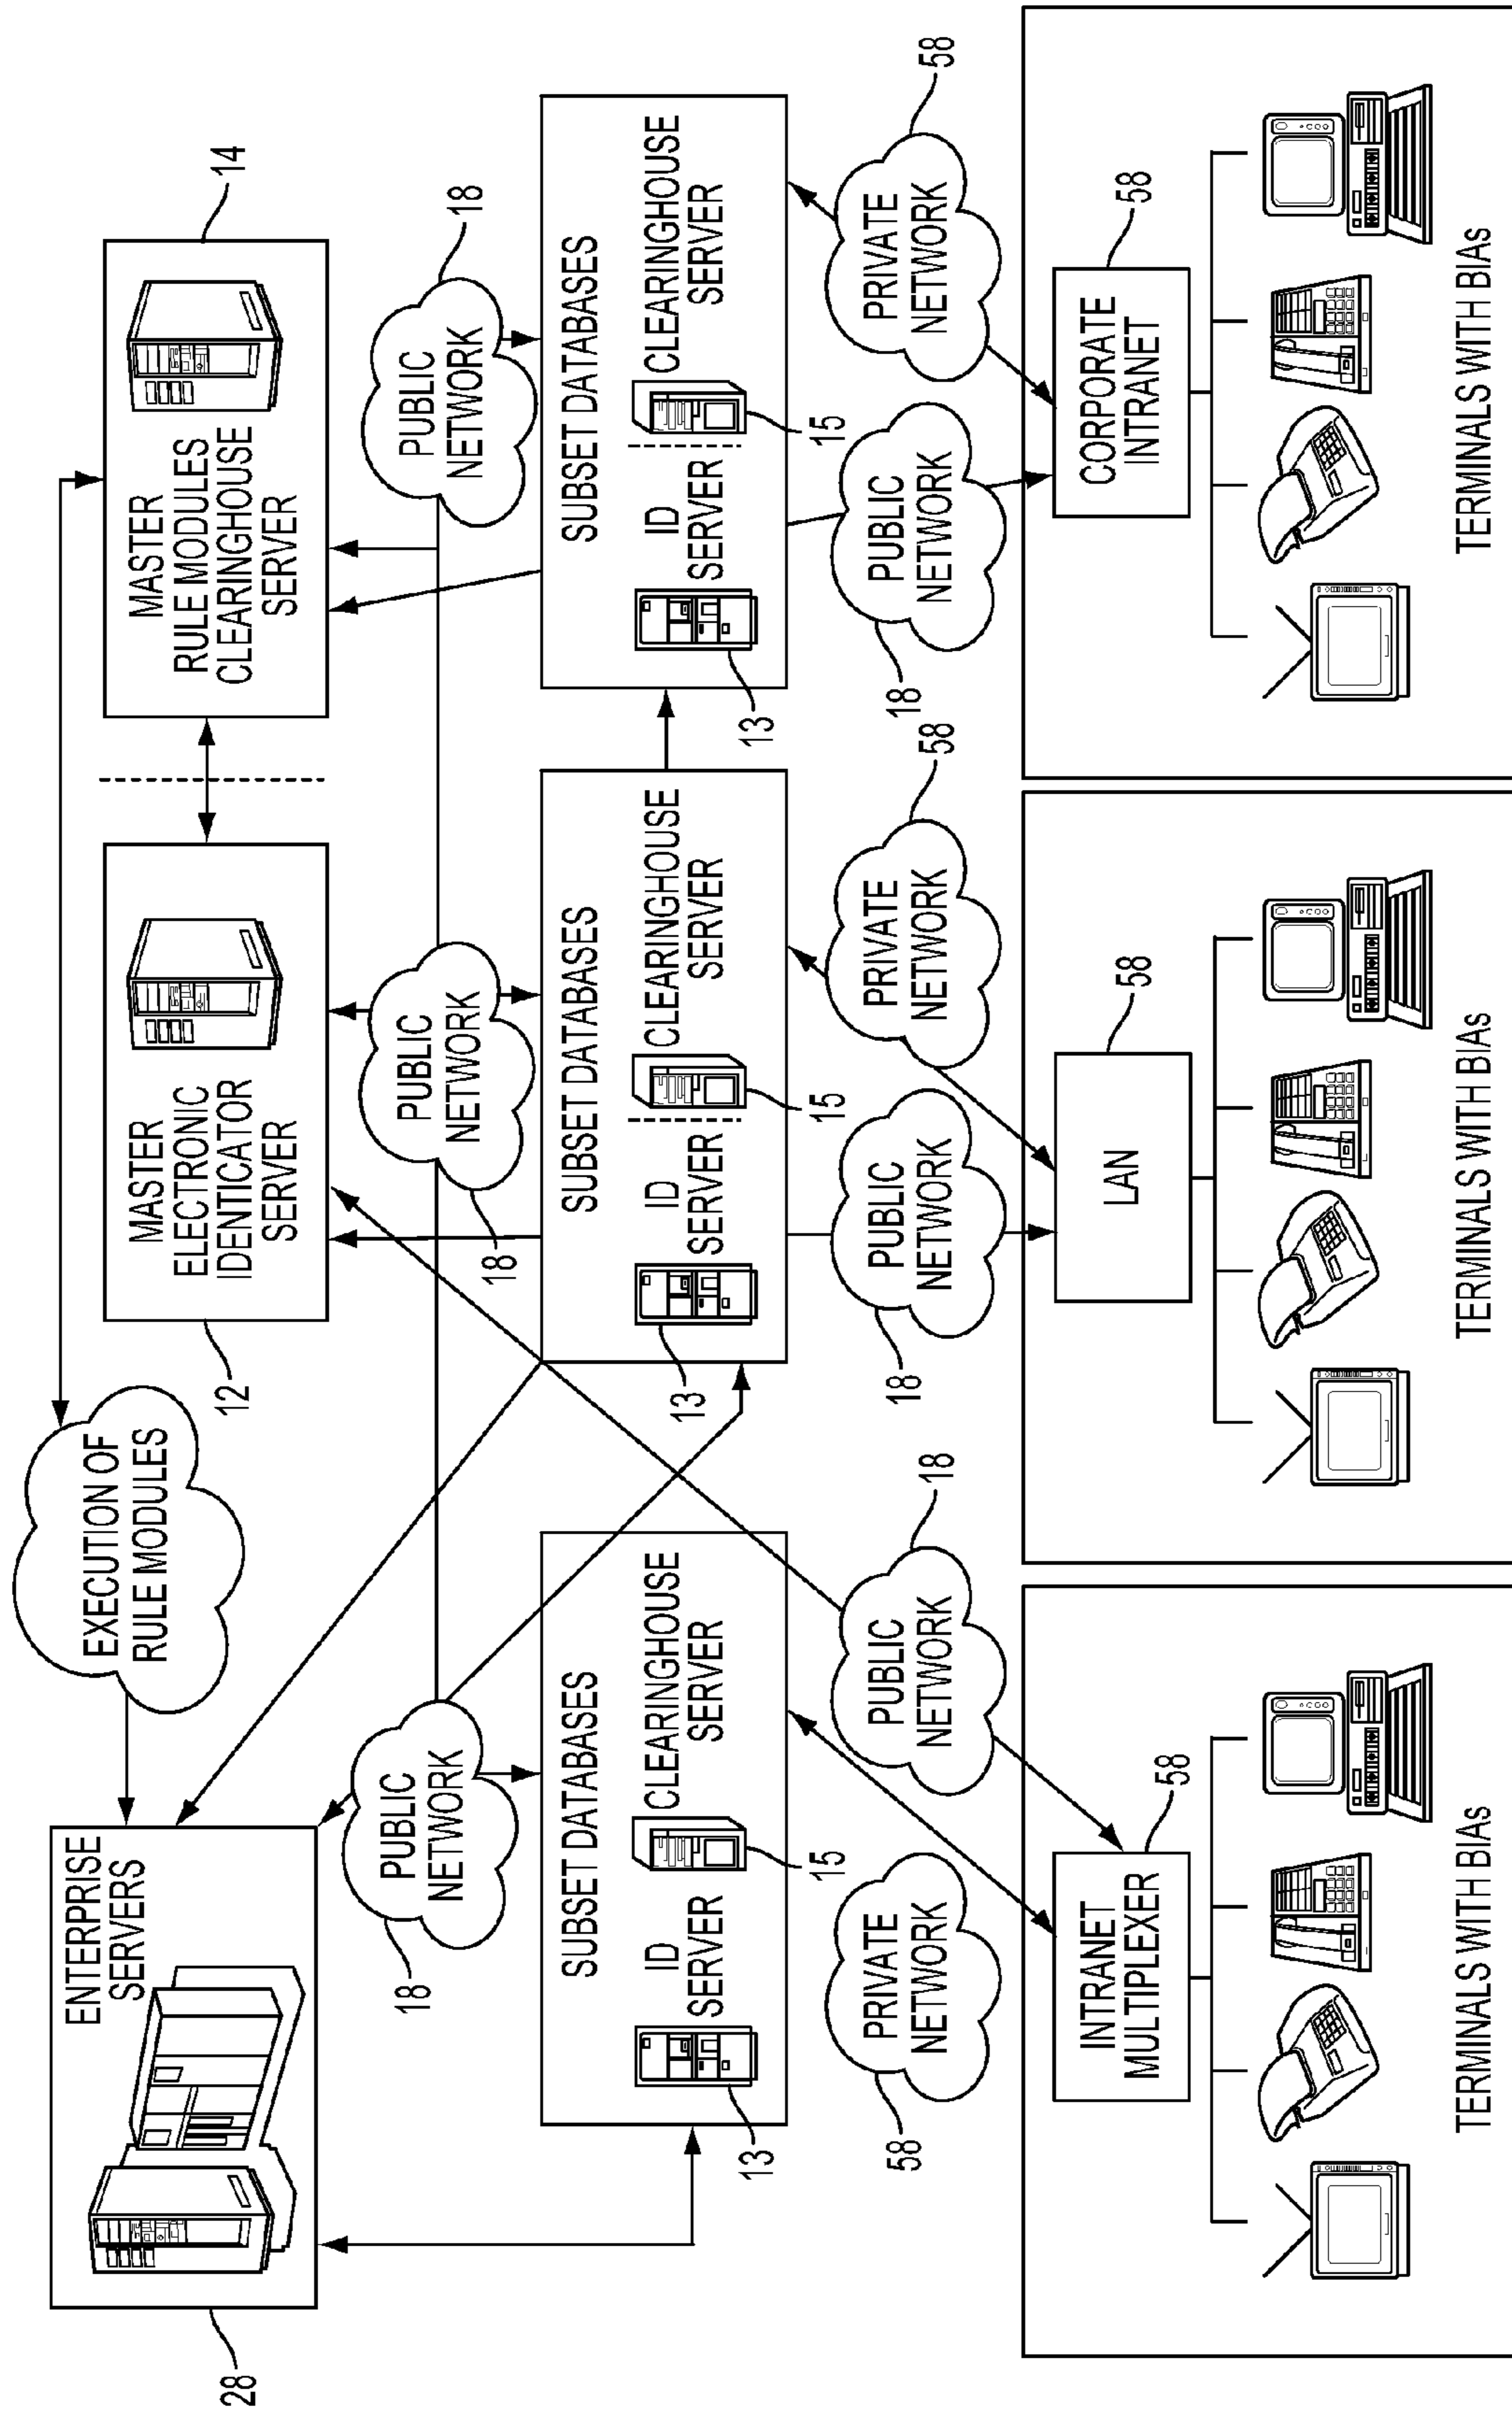 28
ENTERPRISE
SERVERS
EXECUTION OF
RULE MODULES
12
MASTER
ELECTRONIC
IDENTICATOR
SERVER
MASTER
RULE MODULES
CLEARINGHOUSE
SERVER
14
18
PUBLIC
NETWORK
18
PUBLIC
NETWORK
PUBLIC
NETWORK
18
SUBSET DATABASES
ID
SERVER
CLEARINGHOUSE
SERVER
13
15
SUBSET DATABASES
ID
SERVER
CLEARINGHOUSE
SERVER
13
15
SUBSET DATABASES
ID
SERVER
CLEARINGHOUSE
SERVER
13
15
58
PRIVATE
NETWORK
PUBLIC
NETWORK
18
18
PUBLIC
NETWORK
PRIVATE
NETWORK
58
18
PUBLIC
NETWORK
PRIVATE
NETWORK
58
INTRANET
MULTIPLEXER
58
TERMINALS WITH BIAs
LAN
58
TERMINALS WITH BIAs
CORPORATE
INTRANET
58
TERMINALS WITH BIAs